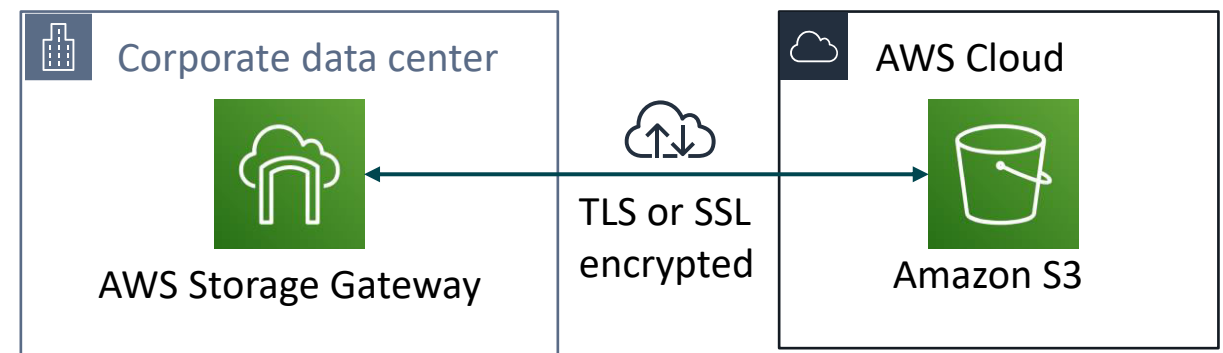 Corporate data center
AWS Storage Gateway
TLS or SSL
encrypted
AWS Cloud
Amazon S3